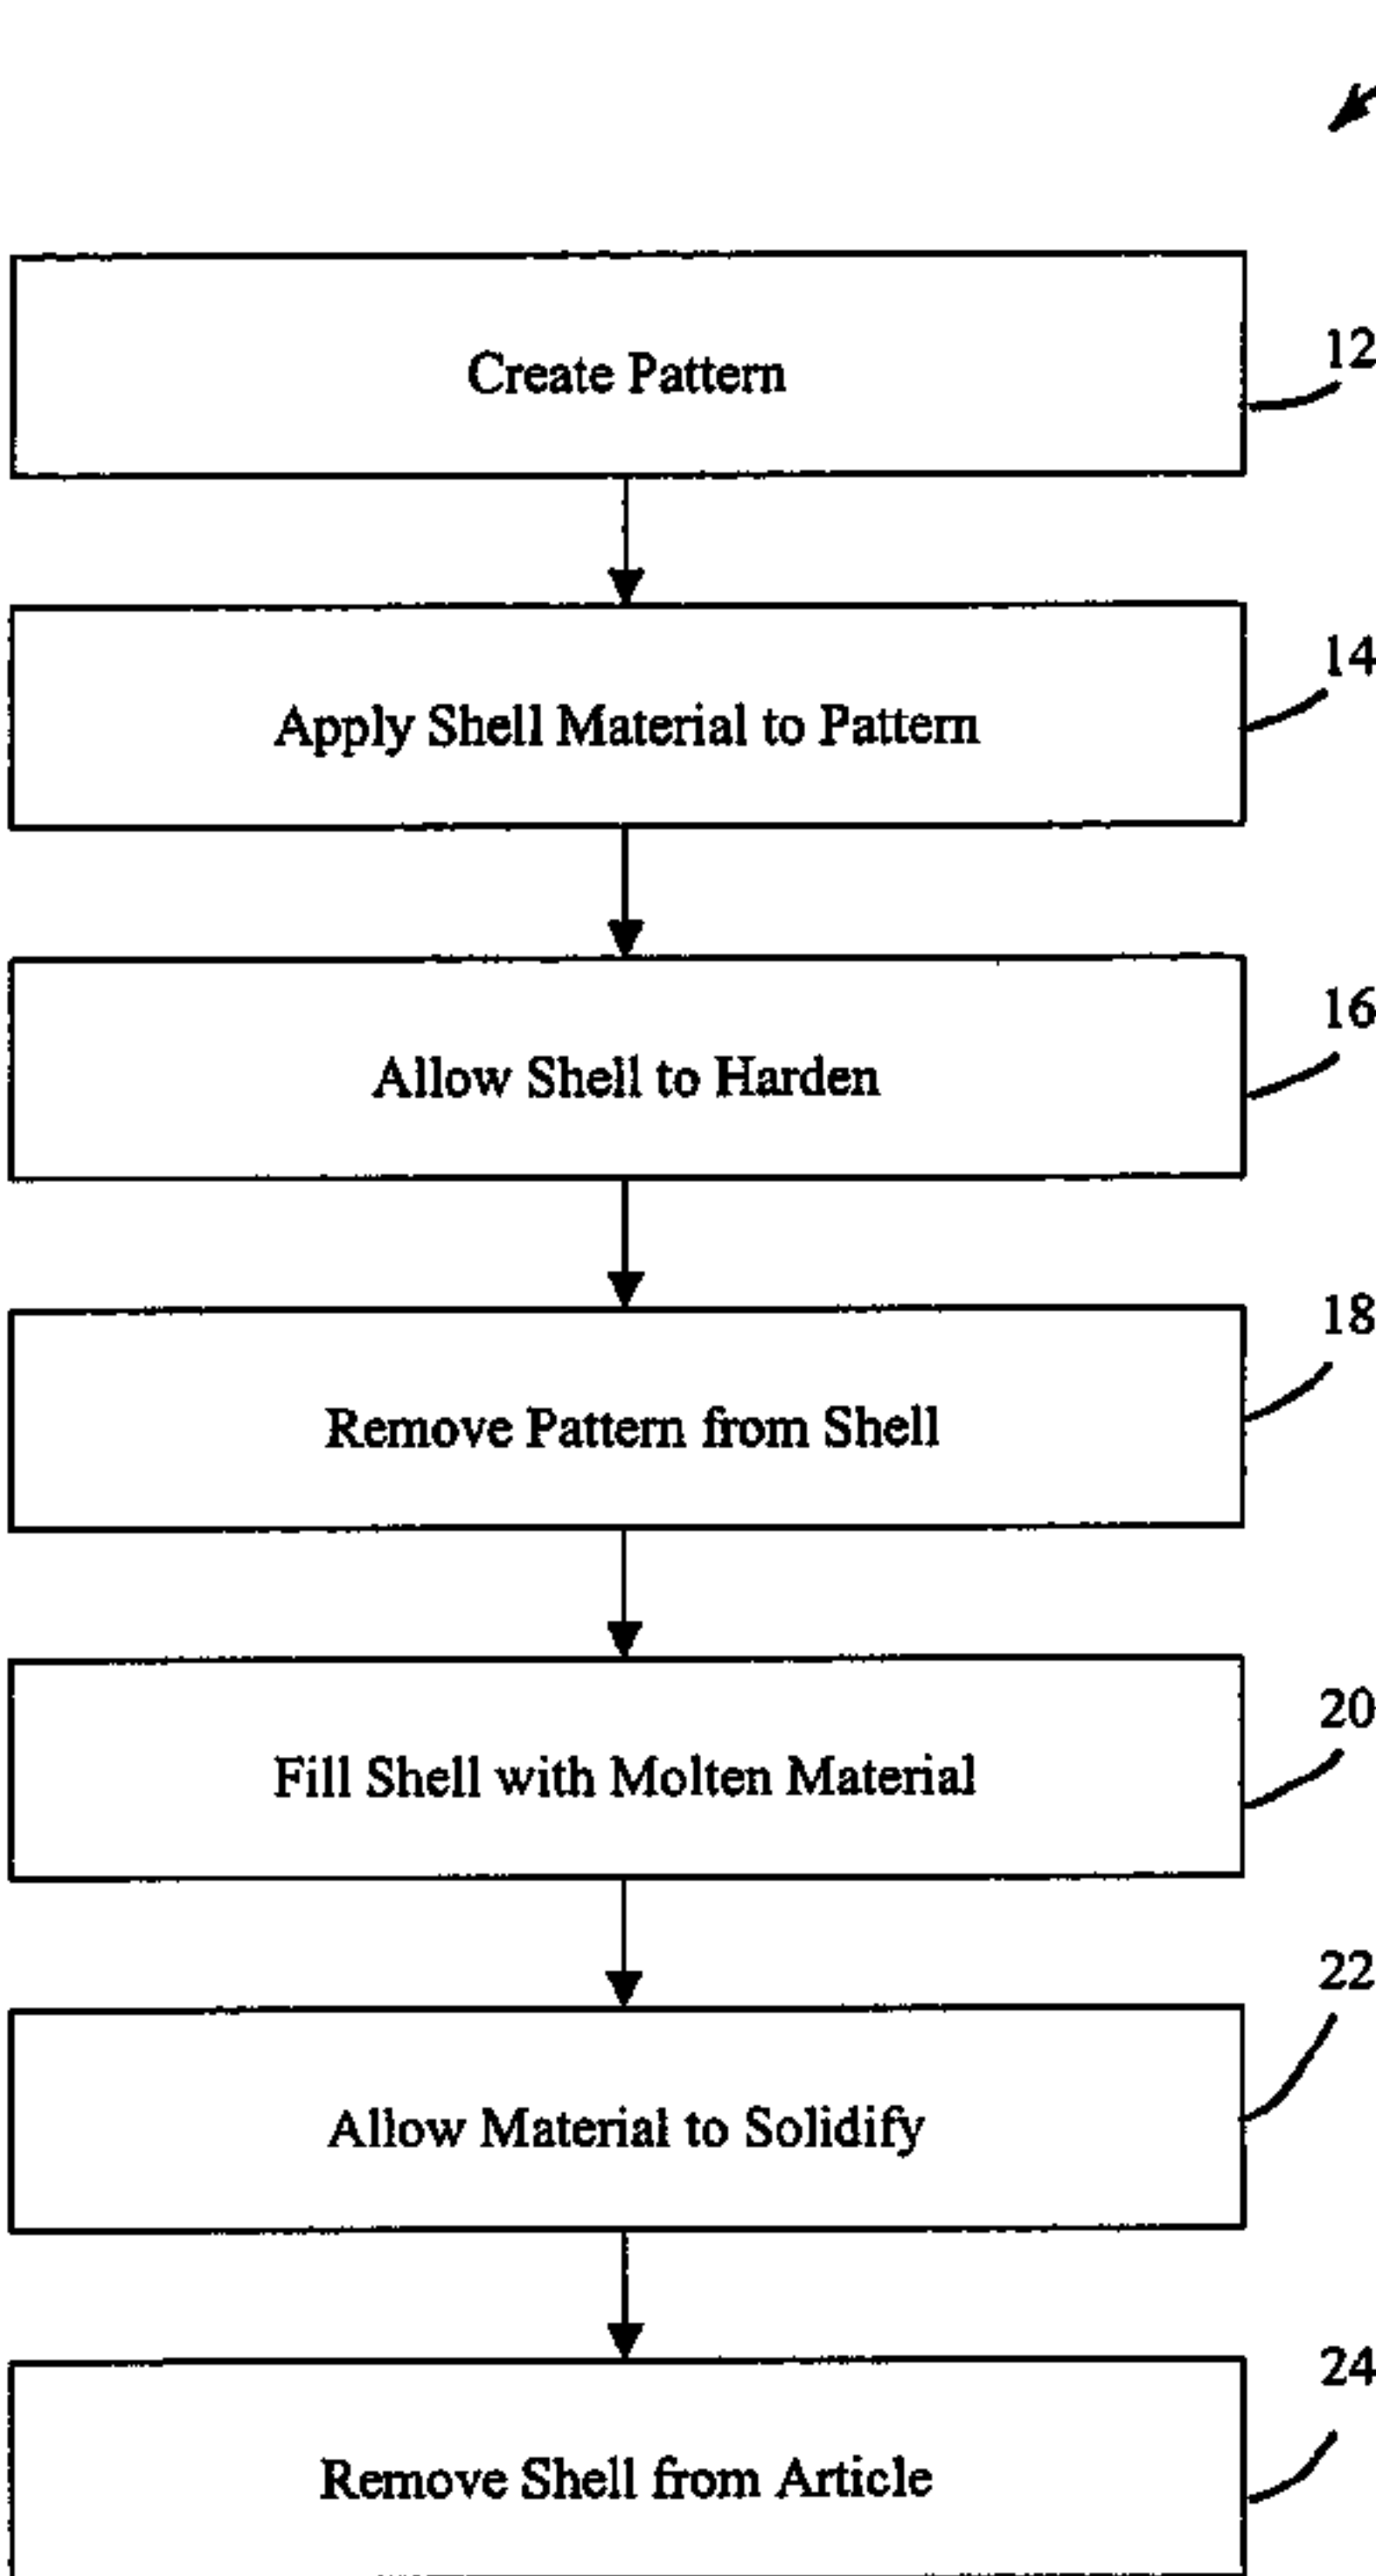 Create Pattern
12
Apply Shell Material to Pattern
14
Allow Shell to Harden
16
Remove Pattern from Shell
18
Fill Shell with Molten Material
20
Allow Material to Solidify
22
Remove Shell from Article
24